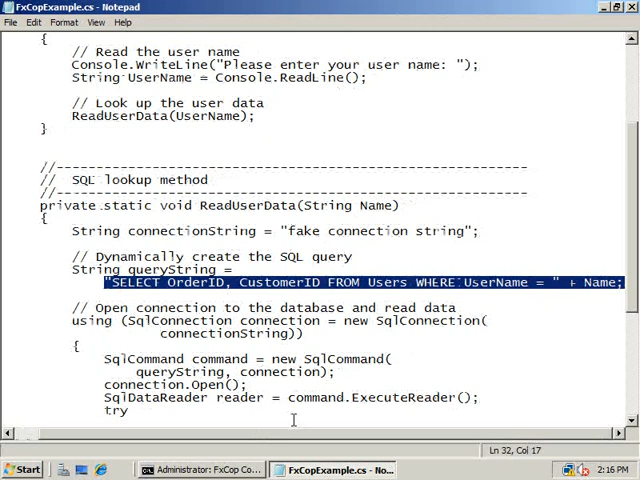 FxCopExample.cs - Notepad
File Edit Format View Help
{
// Read the user name
Console.WriteLine("Please enter your user name: ");
String UserName = Console.ReadLine();
// Look up the user data
ReadUserData(UserName);
}
//-----------------------------------------------------------
//  SQL lookup method
//-----------------------------------------------------------
private static void ReadUserData(String Name)
{
String connectionString = "fake connection string";
// Dynamically create the SQL query
String queryString =
"SELECT OrderID, CustomerID FROM Users WHERE UserName = " + Name;
// Open connection to the database and read data
using (SqlConnection connection = new SqlConnection(
connectionString))
{
SqlCommand command = new SqlCommand(
queryString, connection);
connection.Open();
SqlDataReader reader = command.ExecuteReader();
try
Ln 32, Col 17
Start Administrator: FxCop Co... FxCopExample.cs - No... 2:16 PM